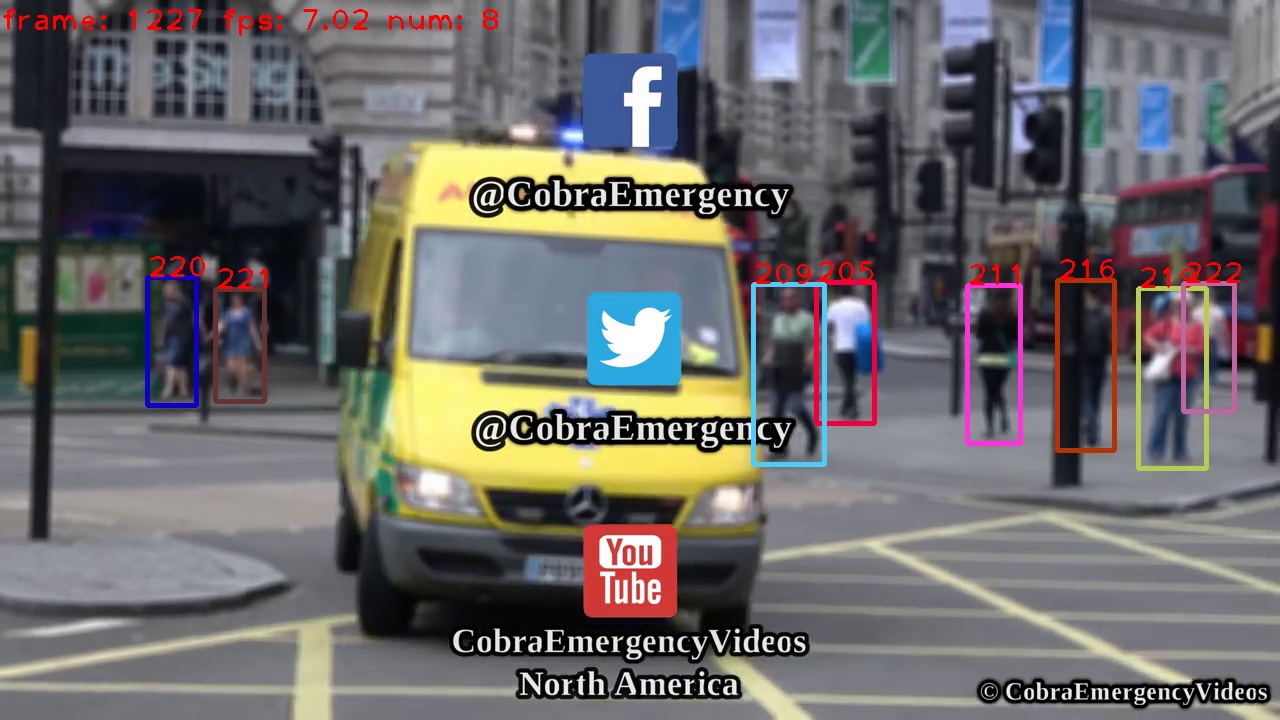 frame: 1227 fps: 7.02 num: 8
f
@CobraEmergency
220
221
209
205
211
216
222
@CobraEmergency
You
Tube
CobraEmergencyVideos
North America
© CobraEmergencyVideos